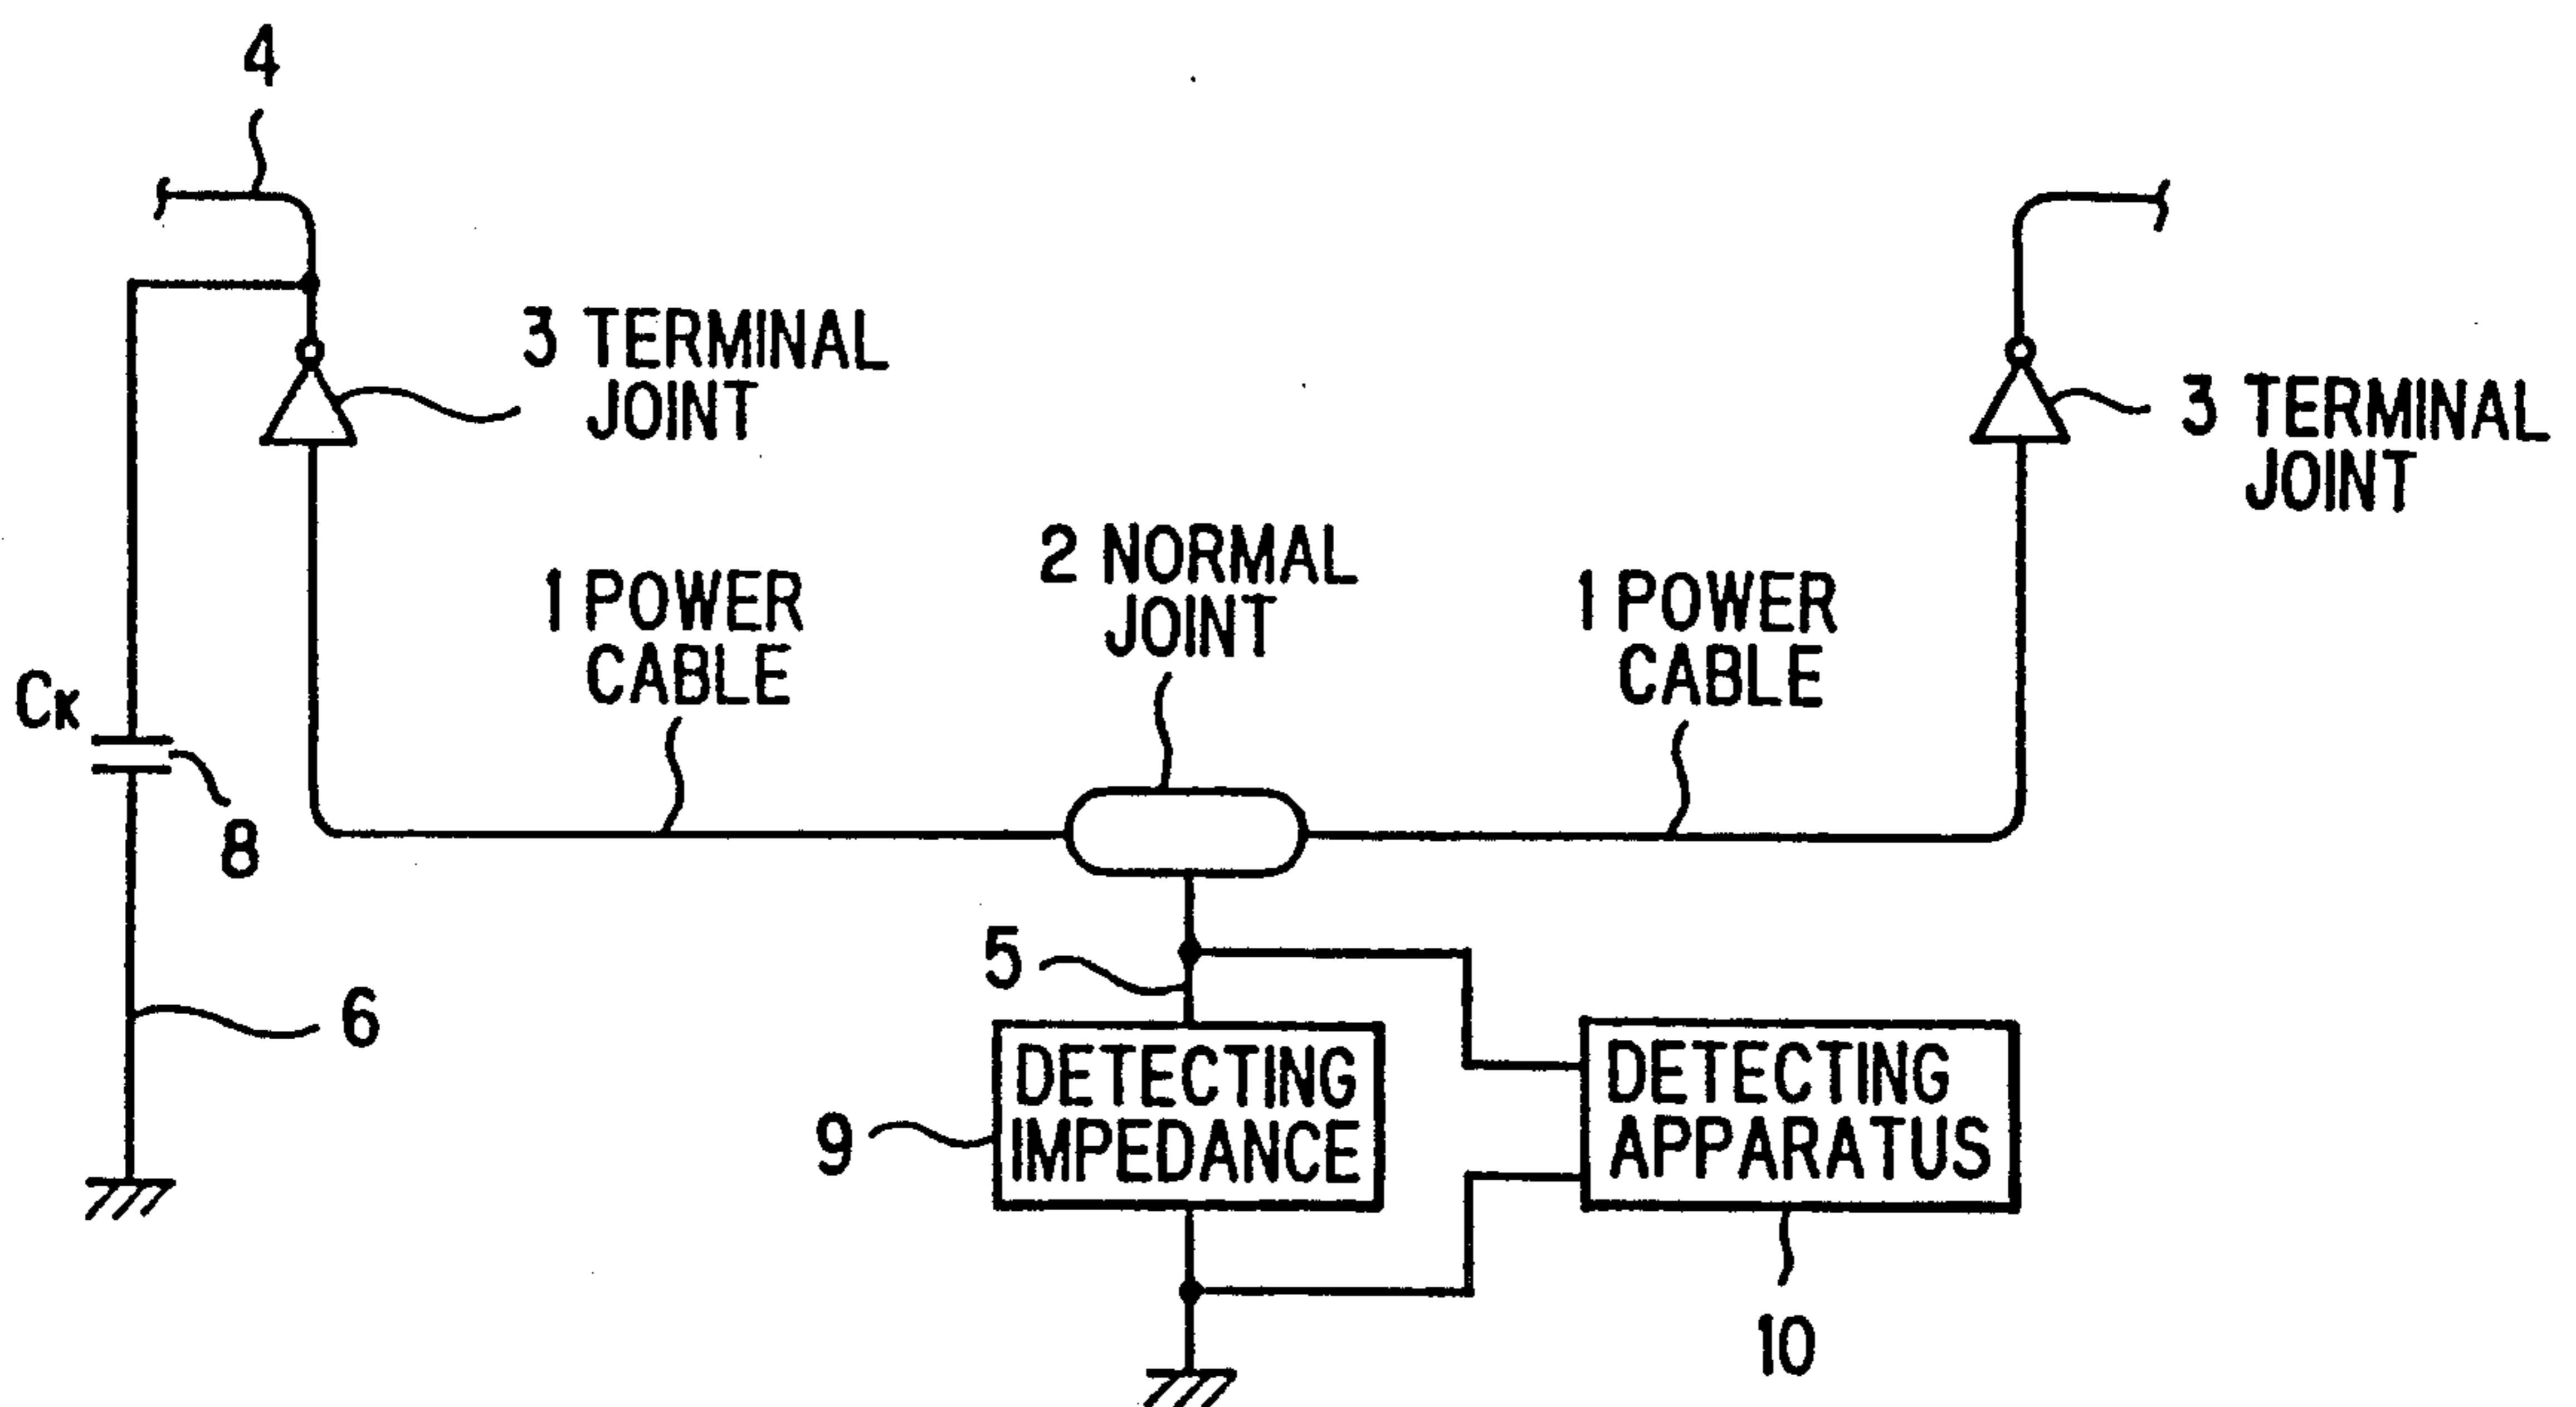 4
3 TERMINAL
JOINT
3 TERMINAL
JOINT
2 NORMAL
JOINT
1 POWER
CABLE
1 POWER
CABLE
CK
8
5
6
DETECTING
IMPEDANCE
9
DETECTING
APPARATUS
10